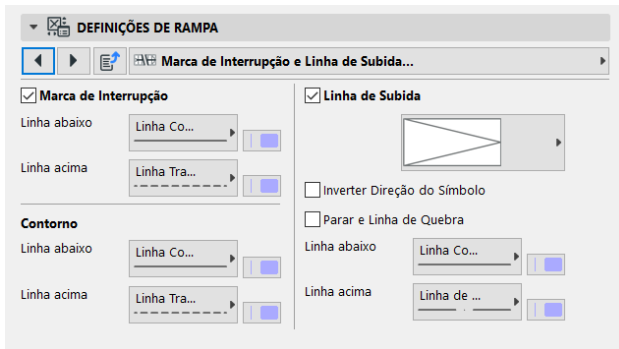 DEFINIÇÕES DE RAMPA
Marca de Interrupção e Linha de Subida...
Marca de Interrupção
Linha abaixo
Linha Co...
Linha acima
Linha Tra...
Contorno
Linha abaixo
Linha Co...
Linha acima
Linha Tra...
Linha de Subida
Inverter Direção do Símbolo
Parar e Linha de Quebra
Linha abaixo
Linha Co...
Linha acima
Linha de ...